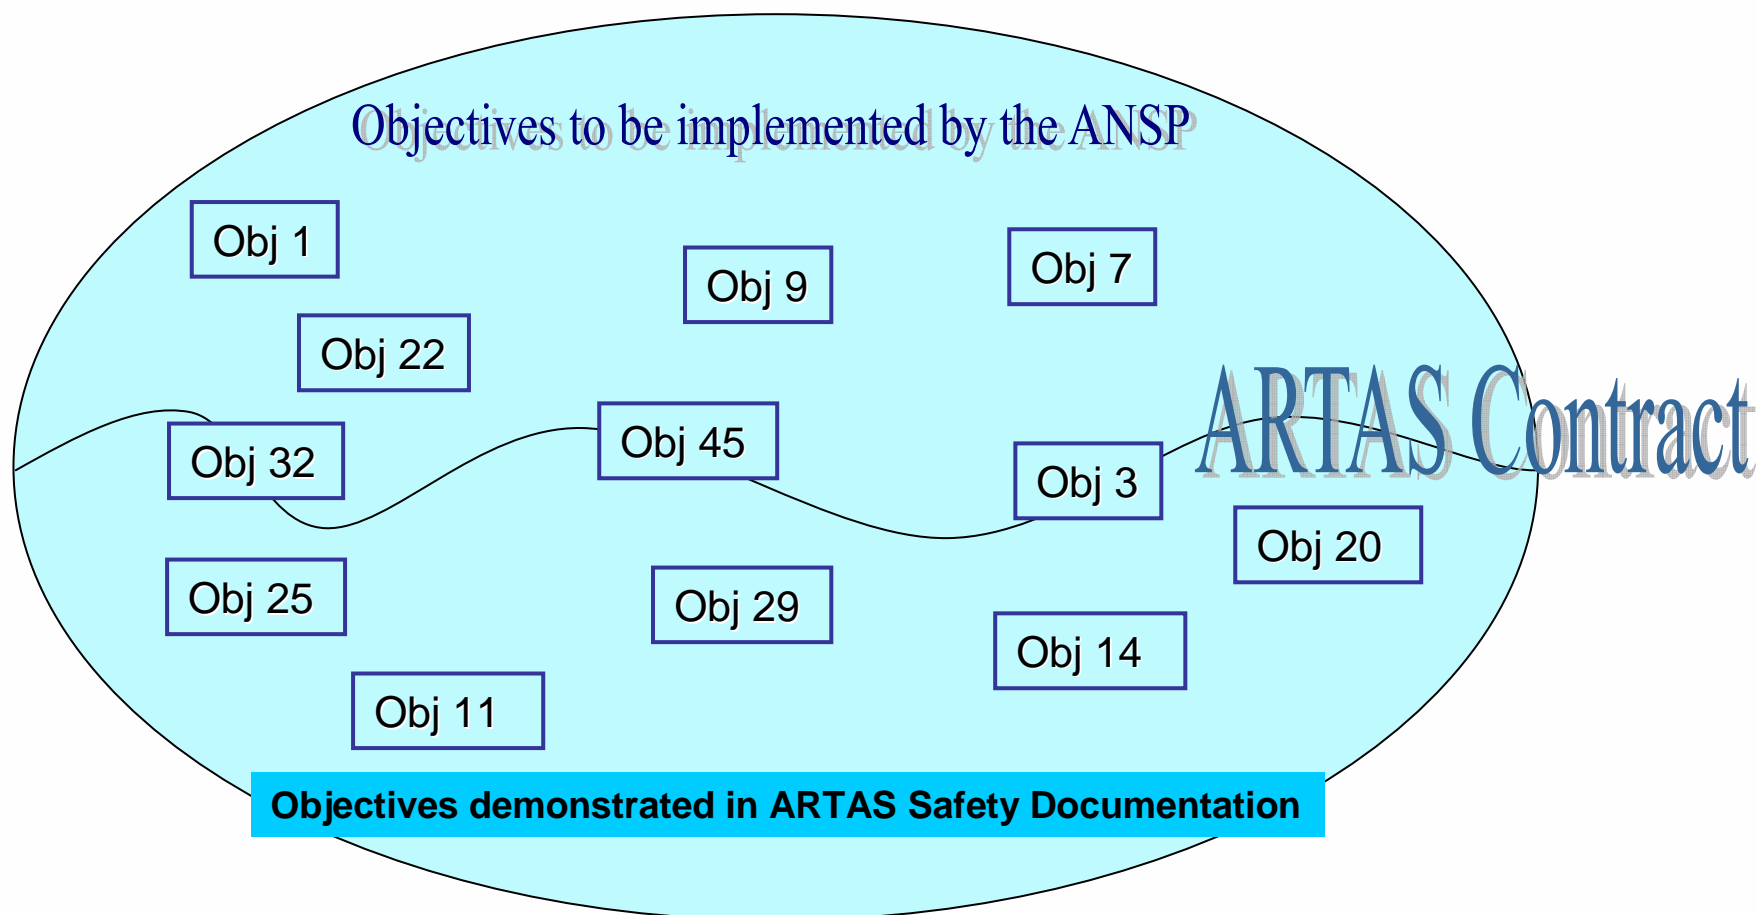 Objectives to be implemented by the ANSP
Obj 1
Obj 9
Obj 7
Obj 22
ARTAS Contract
Obj 32
Obj 45
Obj 3
Obj 20
Obj 25
Obj 29
Obj 14
Obj 11
Objectives demonstrated in ARTAS Safety Documentation